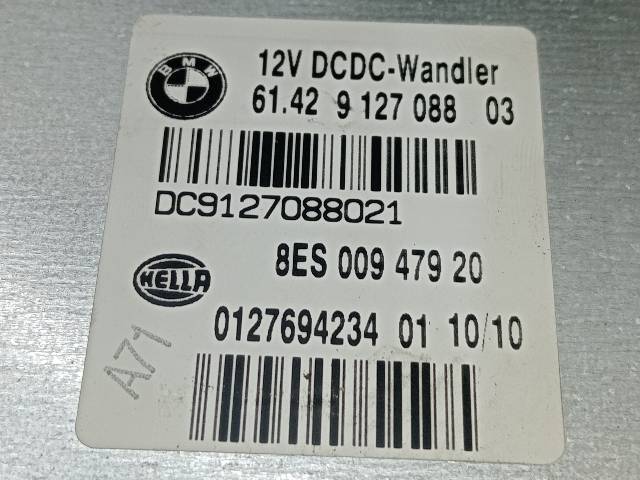 BMW
12V DCDC-Wandler
61.42 9 127 088 03
DC9127088021
8ES 009 479 20
HELLA
0127694234 01 10/10
A71